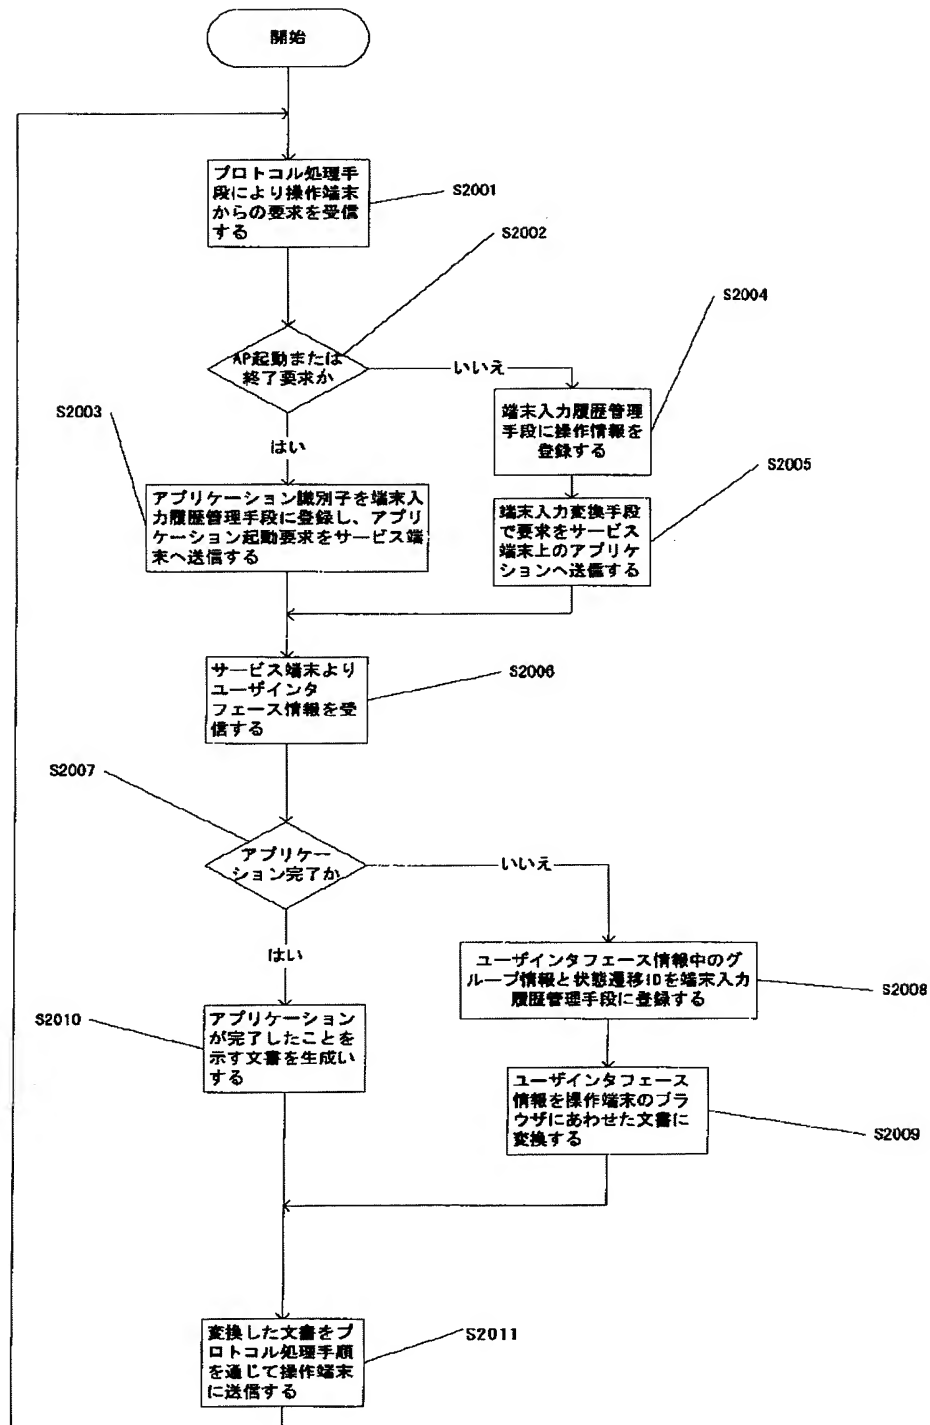 開始
プロトコル処理手
段により操作端末
からの要求を受信
する
S2001
S2002
AP起動または
終了要求か
いいえ
S2004
端末入力履歴管理
手段に操作情報を
登録する
S2003
はい
S2005
アプリケーション識別子を端末入
力履歴管理手段に登録し、アプリ
ケーション起動要求をサービス端
末へ送信する
端末入力変換手段
で要求をサービス
端末上のアプリケ
ションへ送信する
サービス端末より
ユーザインタ
フェース情報を受
信する
S2006
S2007
アプリケー
ション完了か
いいえ
はい
ユーザインタフェース情報中のグ
ループ情報と状態遷移IDを端末入力
履歴管理手段に登録する
S2008
S2010
アプリケーション
が完了したことを
示す文書を生成い
する
ユーザインタフェース
情報を操作端末のブラ
ウザにあわせた文書に
変換する
S2009
変換した文書をプ
ロトコル処理手順
を通じて操作端末
に送信する
S2011